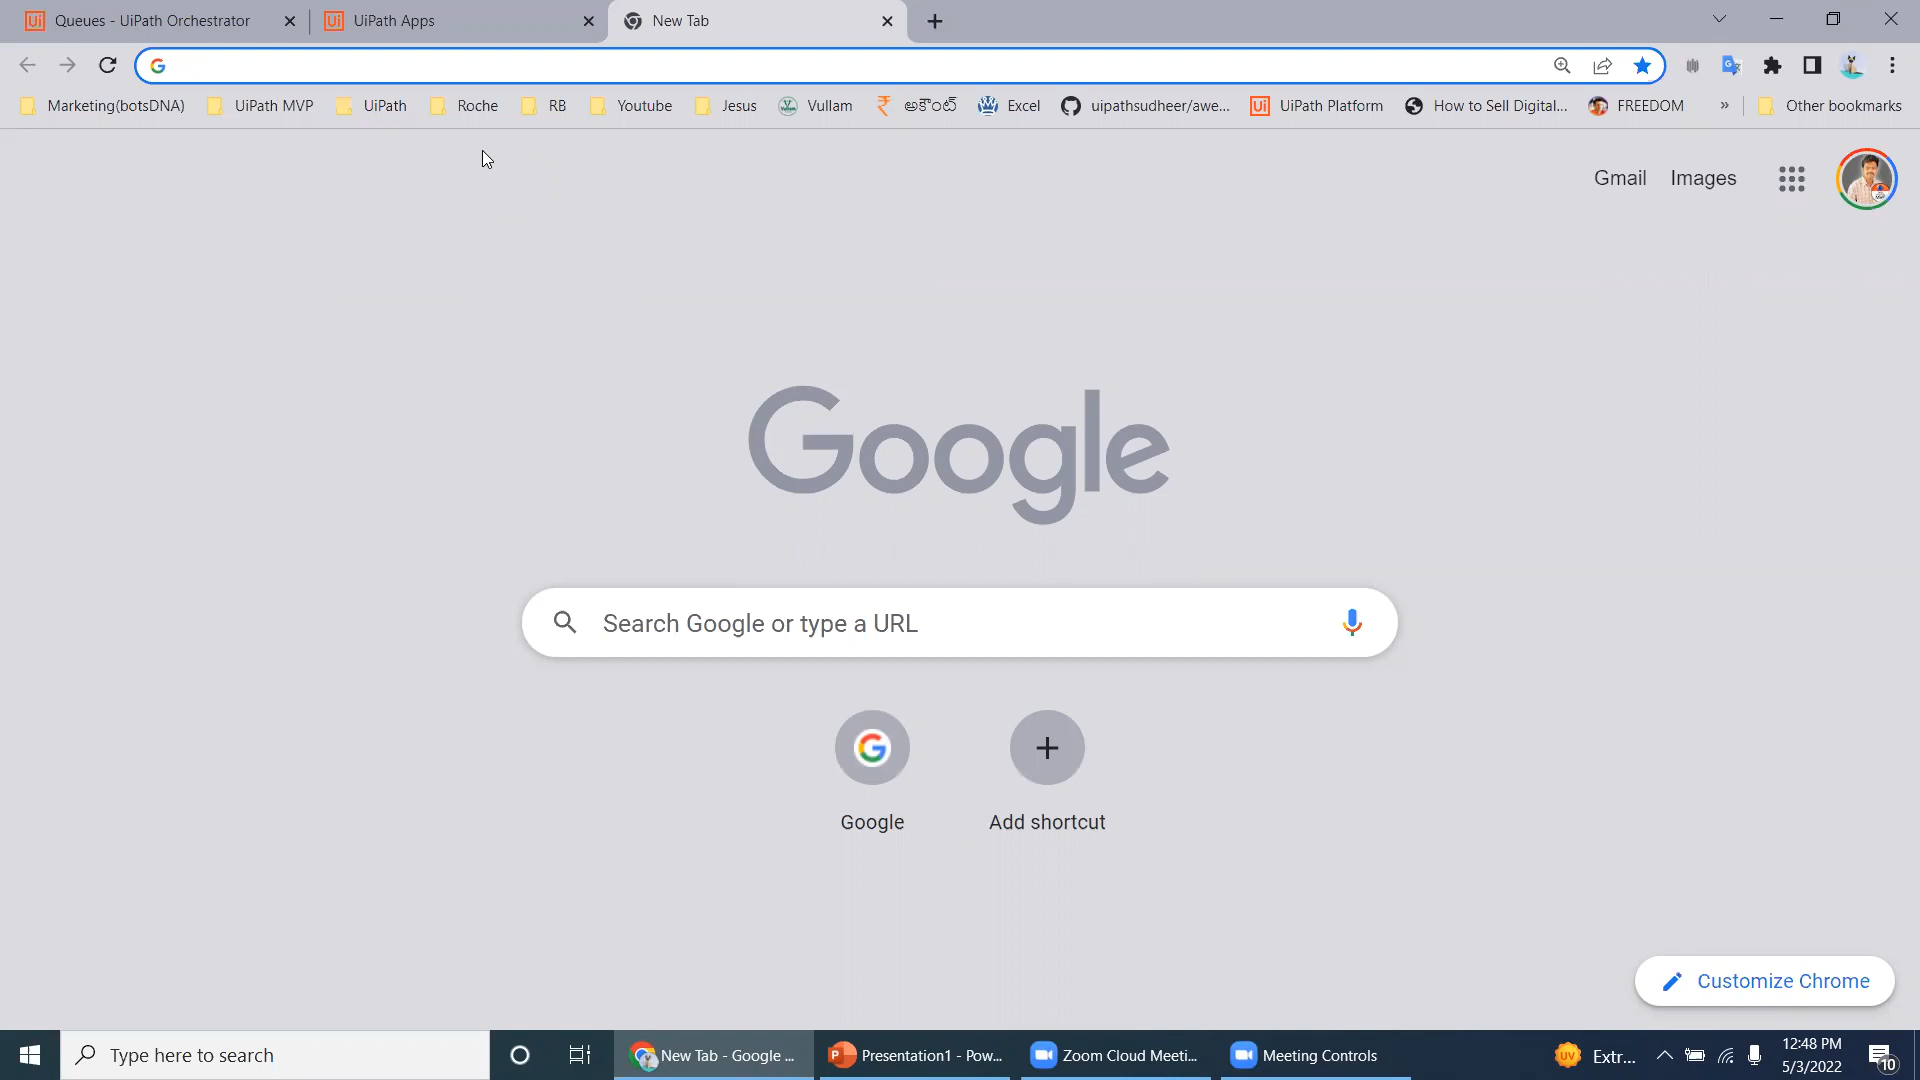 Queues - UiPath Orchestrator
UiPath Apps
New Tab
Marketing(botsDNA)
UiPath MVP
UiPath
Roche
RB
Youtube
Jesus
Vullam
అకౌంట్
Excel
uipathsudheer/awe...
UiPath Platform
How to Sell Digital...
FREEDOM
»
Other bookmarks
Gmail
Images
Google
Search Google or type a URL
Google
Add shortcut
Customize Chrome
Type here to search
New Tab - Google ...
Presentation1 - Pow...
Zoom Cloud Meeti...
Meeting Controls
UV
Extr...
12:48 PM
5/3/2022
10